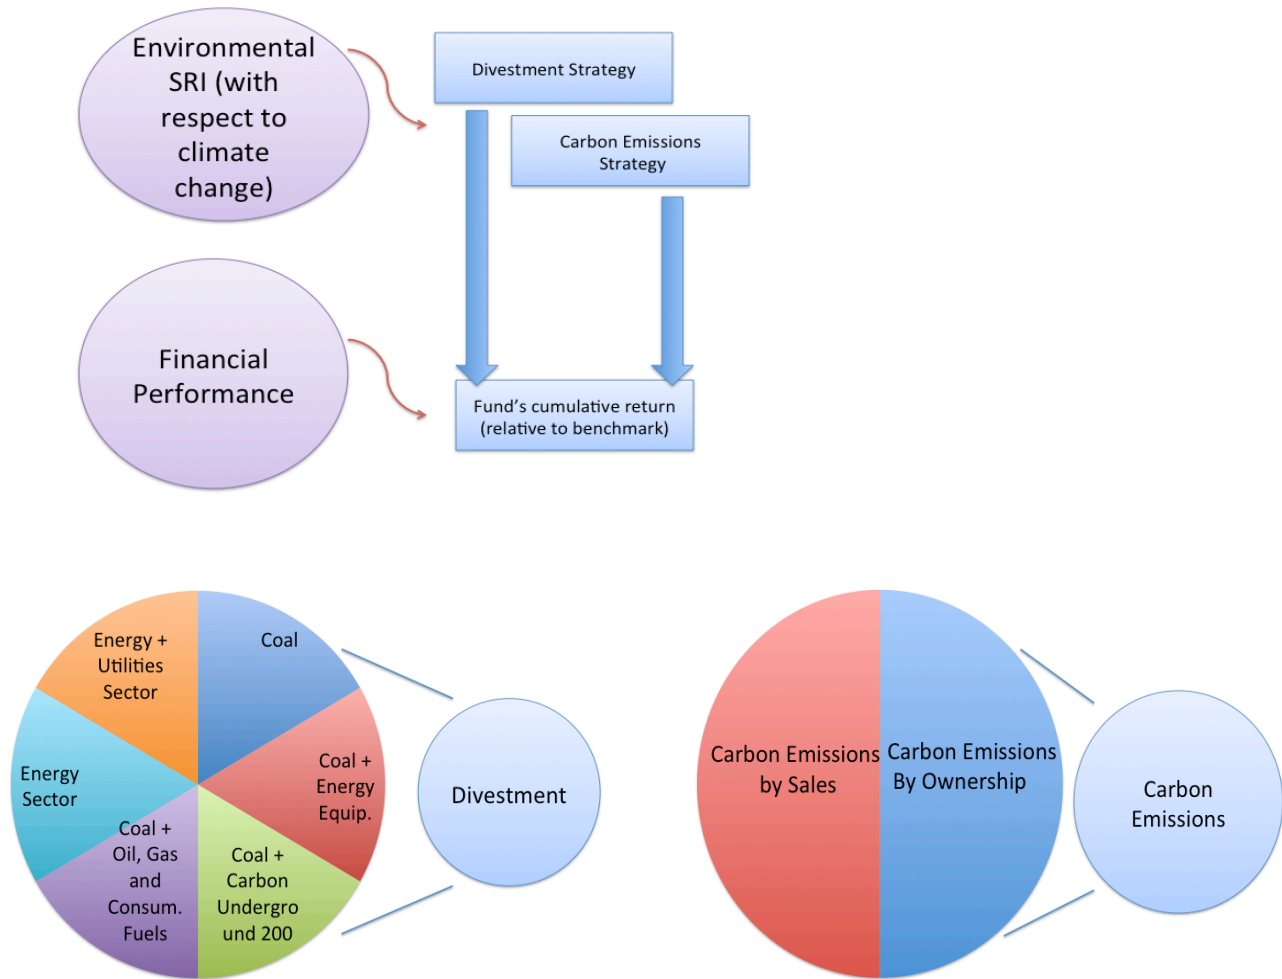 Environmental
SRI (with
respect to
climate
change)
Divestment Strategy
Carbon Emissions
Strategy
Financial
Performance
Fund's cumulative return
(relative to benchmark)
Energy +
Utilities
Sector
Coal
Energy
Sector
Coal +
Energy
Equip.
Coal +
Oil, Gas
and
Consum.
Fuels
Coal +
Carbon
Undergro
und 200
Divestment
Carbon Emissions
by Sales
Carbon Emissions
By Ownership
Carbon
Emissions